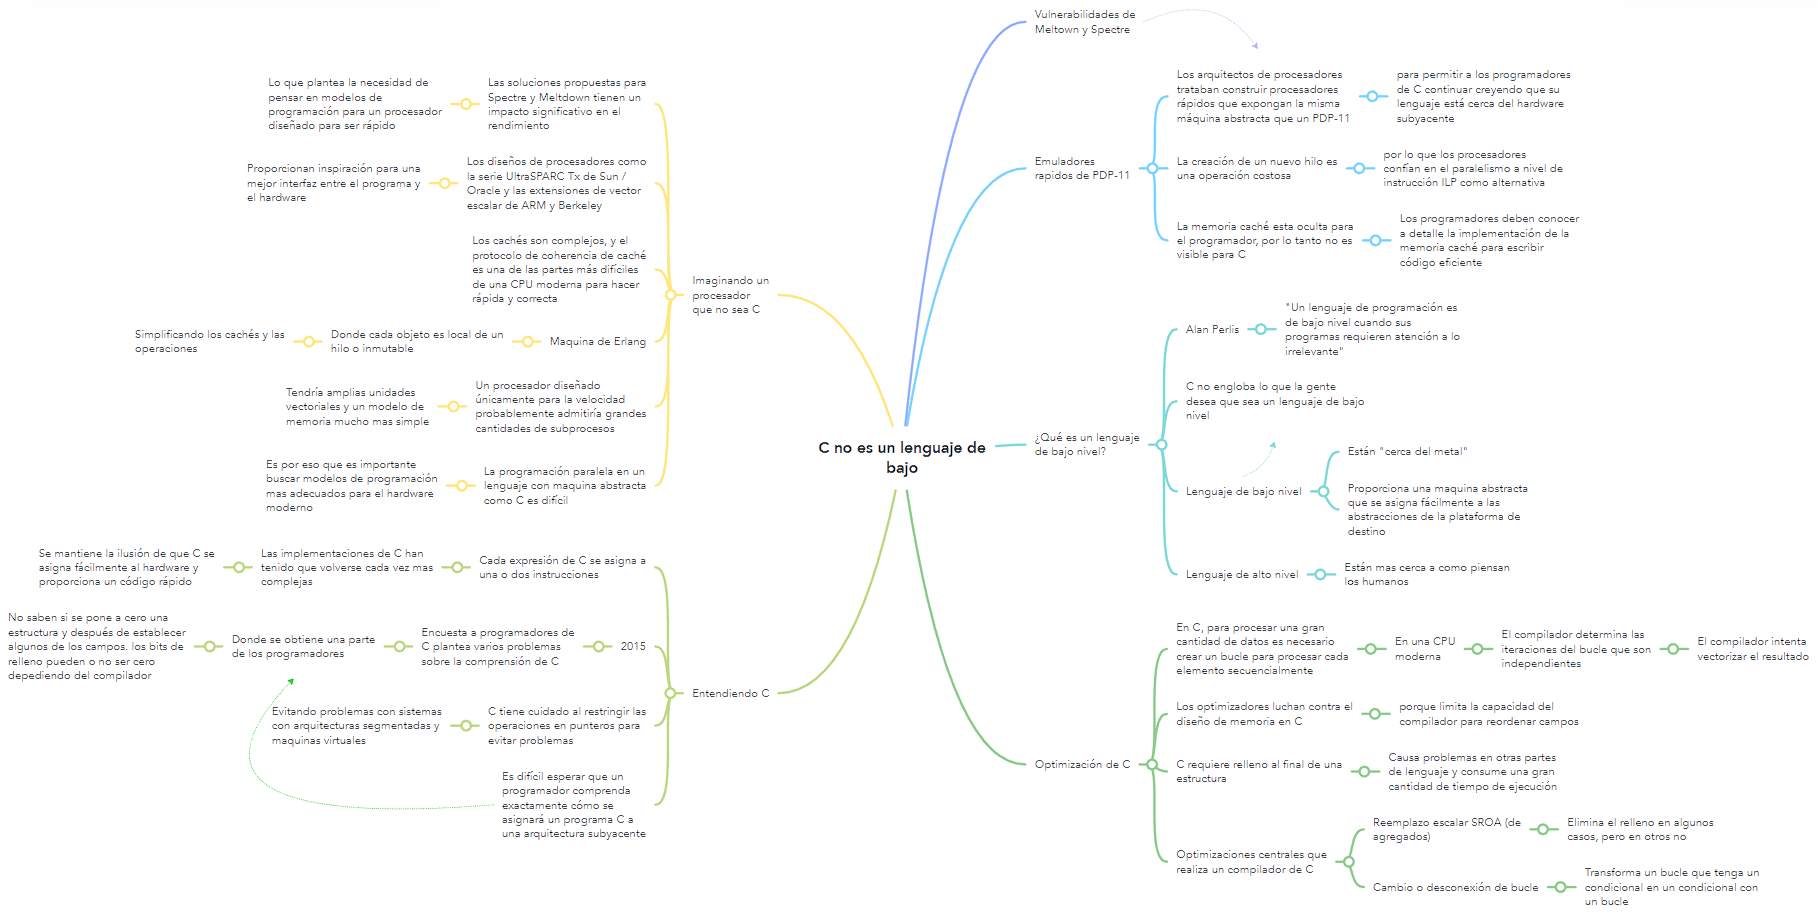 C no es un lenguaje de
bajo
Vulnerabilidades de
Meltown y Spectre
Emuladores
rapidos de PDP-11
Los arquitectos de procesadores
trataban construir procesadores
rápidos que expongan la misma
máquina abstracta que un PDP-11
para permitir a los programadores
de C continuar creyendo que su
lenguaje está cerca del hardware
subyacente
La creación de un nuevo hilo es
una operación costosa
por lo que los procesadores
confían en el paralelismo a nivel de
instrucción ILP como alternativa
La memoria caché esta oculta para
el programador, por lo tanto no es
visible para C
Los programadores deben conocer
a detalle la implementación de la
memoria caché para escribir
código eficiente
¿Qué es un lenguaje
de bajo nivel?
Alan Perlis
"Un lenguaje de programación es
de bajo nivel cuando sus
programas requieren atención a lo
irrelevante"
C no engloba lo que la gente
desea que sea un lenguaje de bajo
nivel
Lenguaje de bajo nivel
Están "cerca del metal"
Proporciona una maquina abstracta
que se asigna fácilmente a las
abstracciones de la plataforma de
destino
Lenguaje de alto nivel
Están mas cerca a como piensan
los humanos
Optimización de C
En C, para procesar una gran
cantidad de datos es necesario
crear un bucle para procesar cada
elemento secuencialmente
En una CPU
moderna
El compilador determina las
iteraciones del bucle que son
independientes
El compilador intenta
vectorizar el resultado
Los optimizadores luchan contra el
diseño de memoria en C
porque limita la capacidad del
compilador para reordenar campos
C requiere relleno al final de una
estructura
Causa problemas en otras partes
de lenguaje y consume una gran
cantidad de tiempo de ejecución
Optimizaciones centrales que
realiza un compilador de C
Reemplazo escalar SROA (de
agregados)
Elimina el relleno en algunos
casos, pero en otros no
Cambio o desconexión de bucle
Transforma un bucle que tenga un
condicional en un condicional con
un bucle
Imaginando un
procesador
que no sea C
Las soluciones propuestas para
Spectre y Meltdown tienen un
impacto significativo en el
rendimiento
Lo que plantea la necesidad de
pensar en modelos de
programación para un procesador
diseñado para ser rápido
Los diseños de procesadores como
la serie UltraSPARC Tx de Sun /
Oracle y las extensiones de vector
escalar de ARM y Berkeley
Proporcionan inspiración para una
mejor interfaz entre el programa y
el hardware
Los cachés son complejos, y el
protocolo de coherencia de caché
es una de las partes más difíciles
de una CPU moderna para hacer
rápida y correcta
Maquina de Erlang
Donde cada objeto es local de un
hilo o inmutable
Simplificando los cachés y las
operaciones
Un procesador diseñado
únicamente para la velocidad
probablemente admitiría grandes
cantidades de subprocesos
Tendría amplias unidades
vectoriales y un modelo de
memoria mucho mas simple
La programación paralela en un
lenguaje con maquina abstracta
como C es difícil
Es por eso que es importante
buscar modelos de programación
mas adecuados para el hardware
moderno
Entendiendo C
Cada expresión de C se asigna a
una o dos instrucciones
Las implementaciones de C han
tenido que volverse cada vez mas
complejas
Se mantiene la ilusión de que C se
asigna fácilmente al hardware y
proporciona un código rápido
2015
Encuesta a programadores de
C plantea varios problemas
sobre la comprensión de C
Donde se obtiene una parte
de los programadores
No saben si se pone a cero una
estructura y después de establecer
algunos de los campos. los bits de
relleno pueden o no ser cero
depediendo del compilador
C tiene cuidado al restringir las
operaciones en punteros para
evitar problemas
Evitando problemas con sistemas
con arquitecturas segmentadas y
maquinas virtuales
Es difícil esperar que un
programador comprenda
exactamente cómo se
asignará un programa C a
una arquitectura subyacente